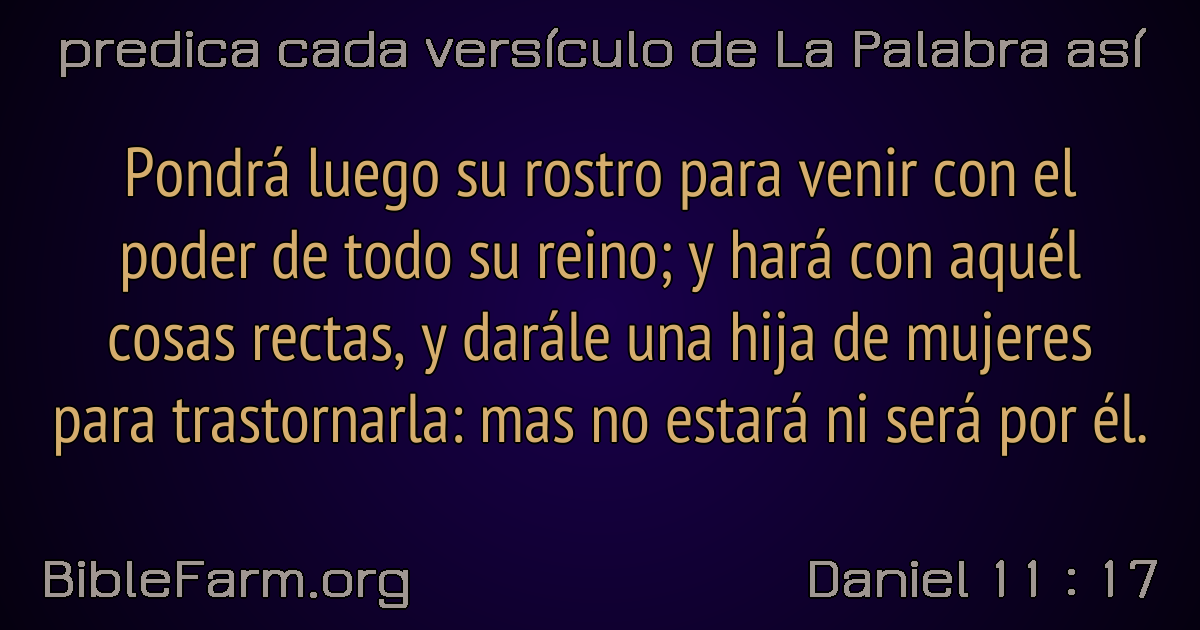 predica cada versículo de La Palabra así
Pondrá luego su rostro para venir con el
poder de todo su reino; y hará con aquél
cosas rectas, y darále una hija de mujeres
para trastornarla: mas no estará ni será por él.
BibleFarm.org
Daniel 11 : 17